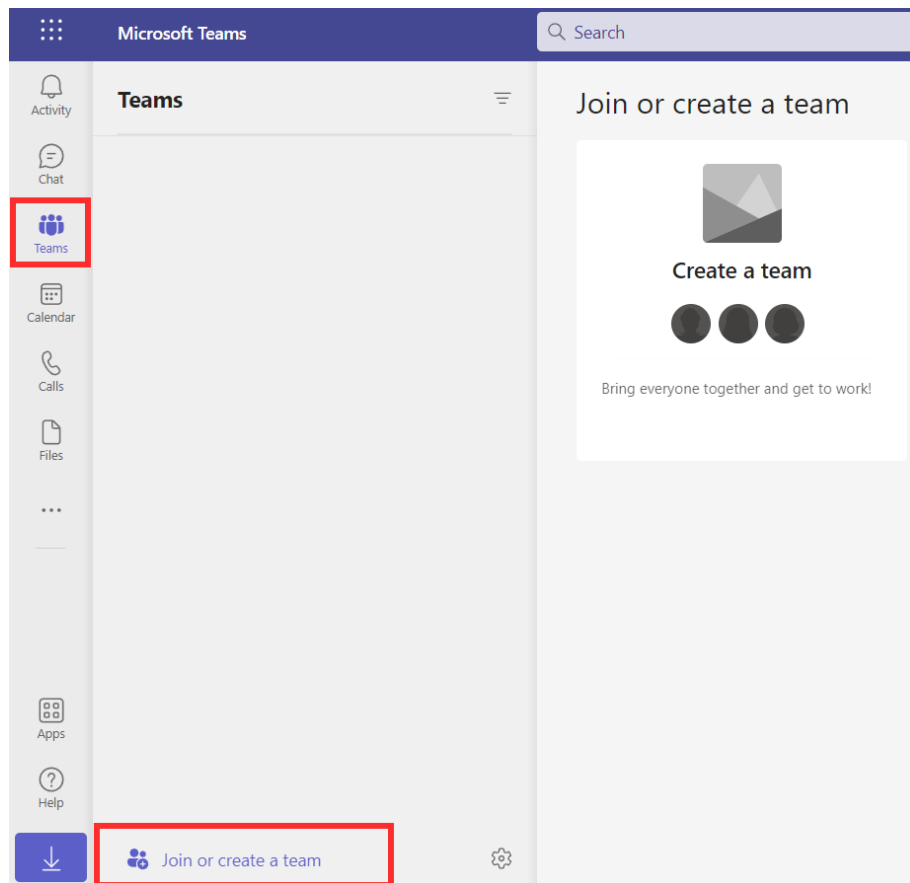 Microsoft Teams
Search
Activity
Chat
Teams
Calendar
Calls
Files
Apps
Help
Teams
Join or create a team
Join or create a team
Create a team
Bring everyone together and get to work!